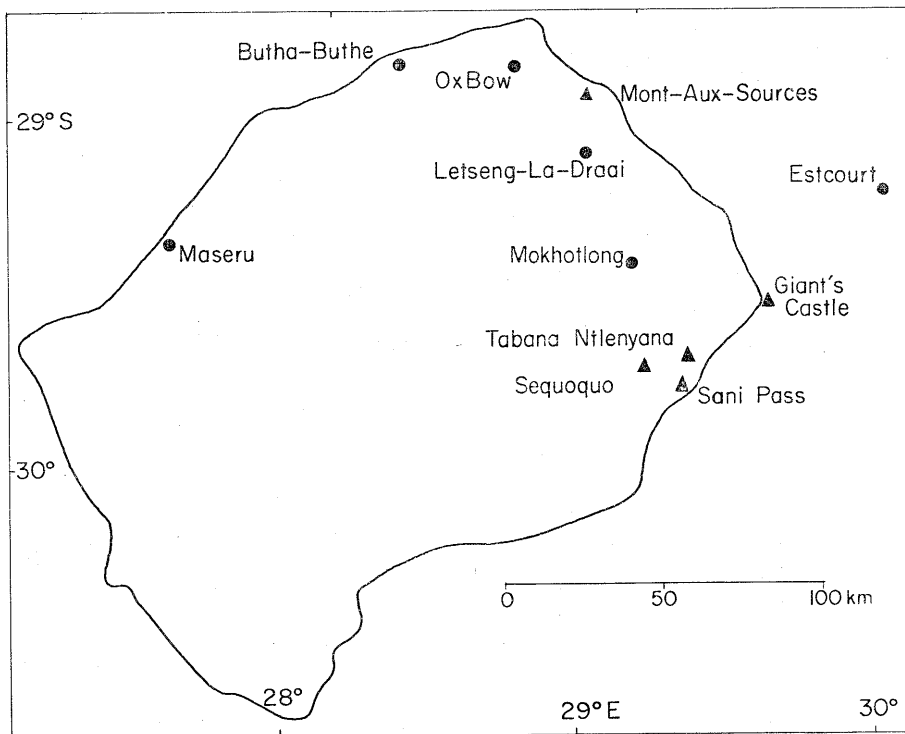 Butha-Buthe
OxBow
Mont-Aux-Sources
29°S
Letseng-La-Draai
Estcourt
Maseru
Mokhotlong
Giant's
Castle
Tabana Ntlenyana
Sequoquo
Sani Pass
30°
0 50 100 km
28°
29°E
30°